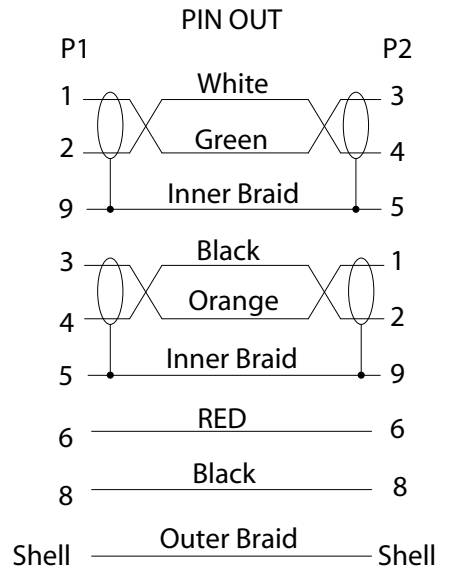 PIN OUT
P1 P2
1 White 3
2 Green 4
9 Inner Braid 5
3 Black 1
4 Orange 2
5 Inner Braid 9
6 RED 6
8 Black 8
Shell Outer Braid Shell